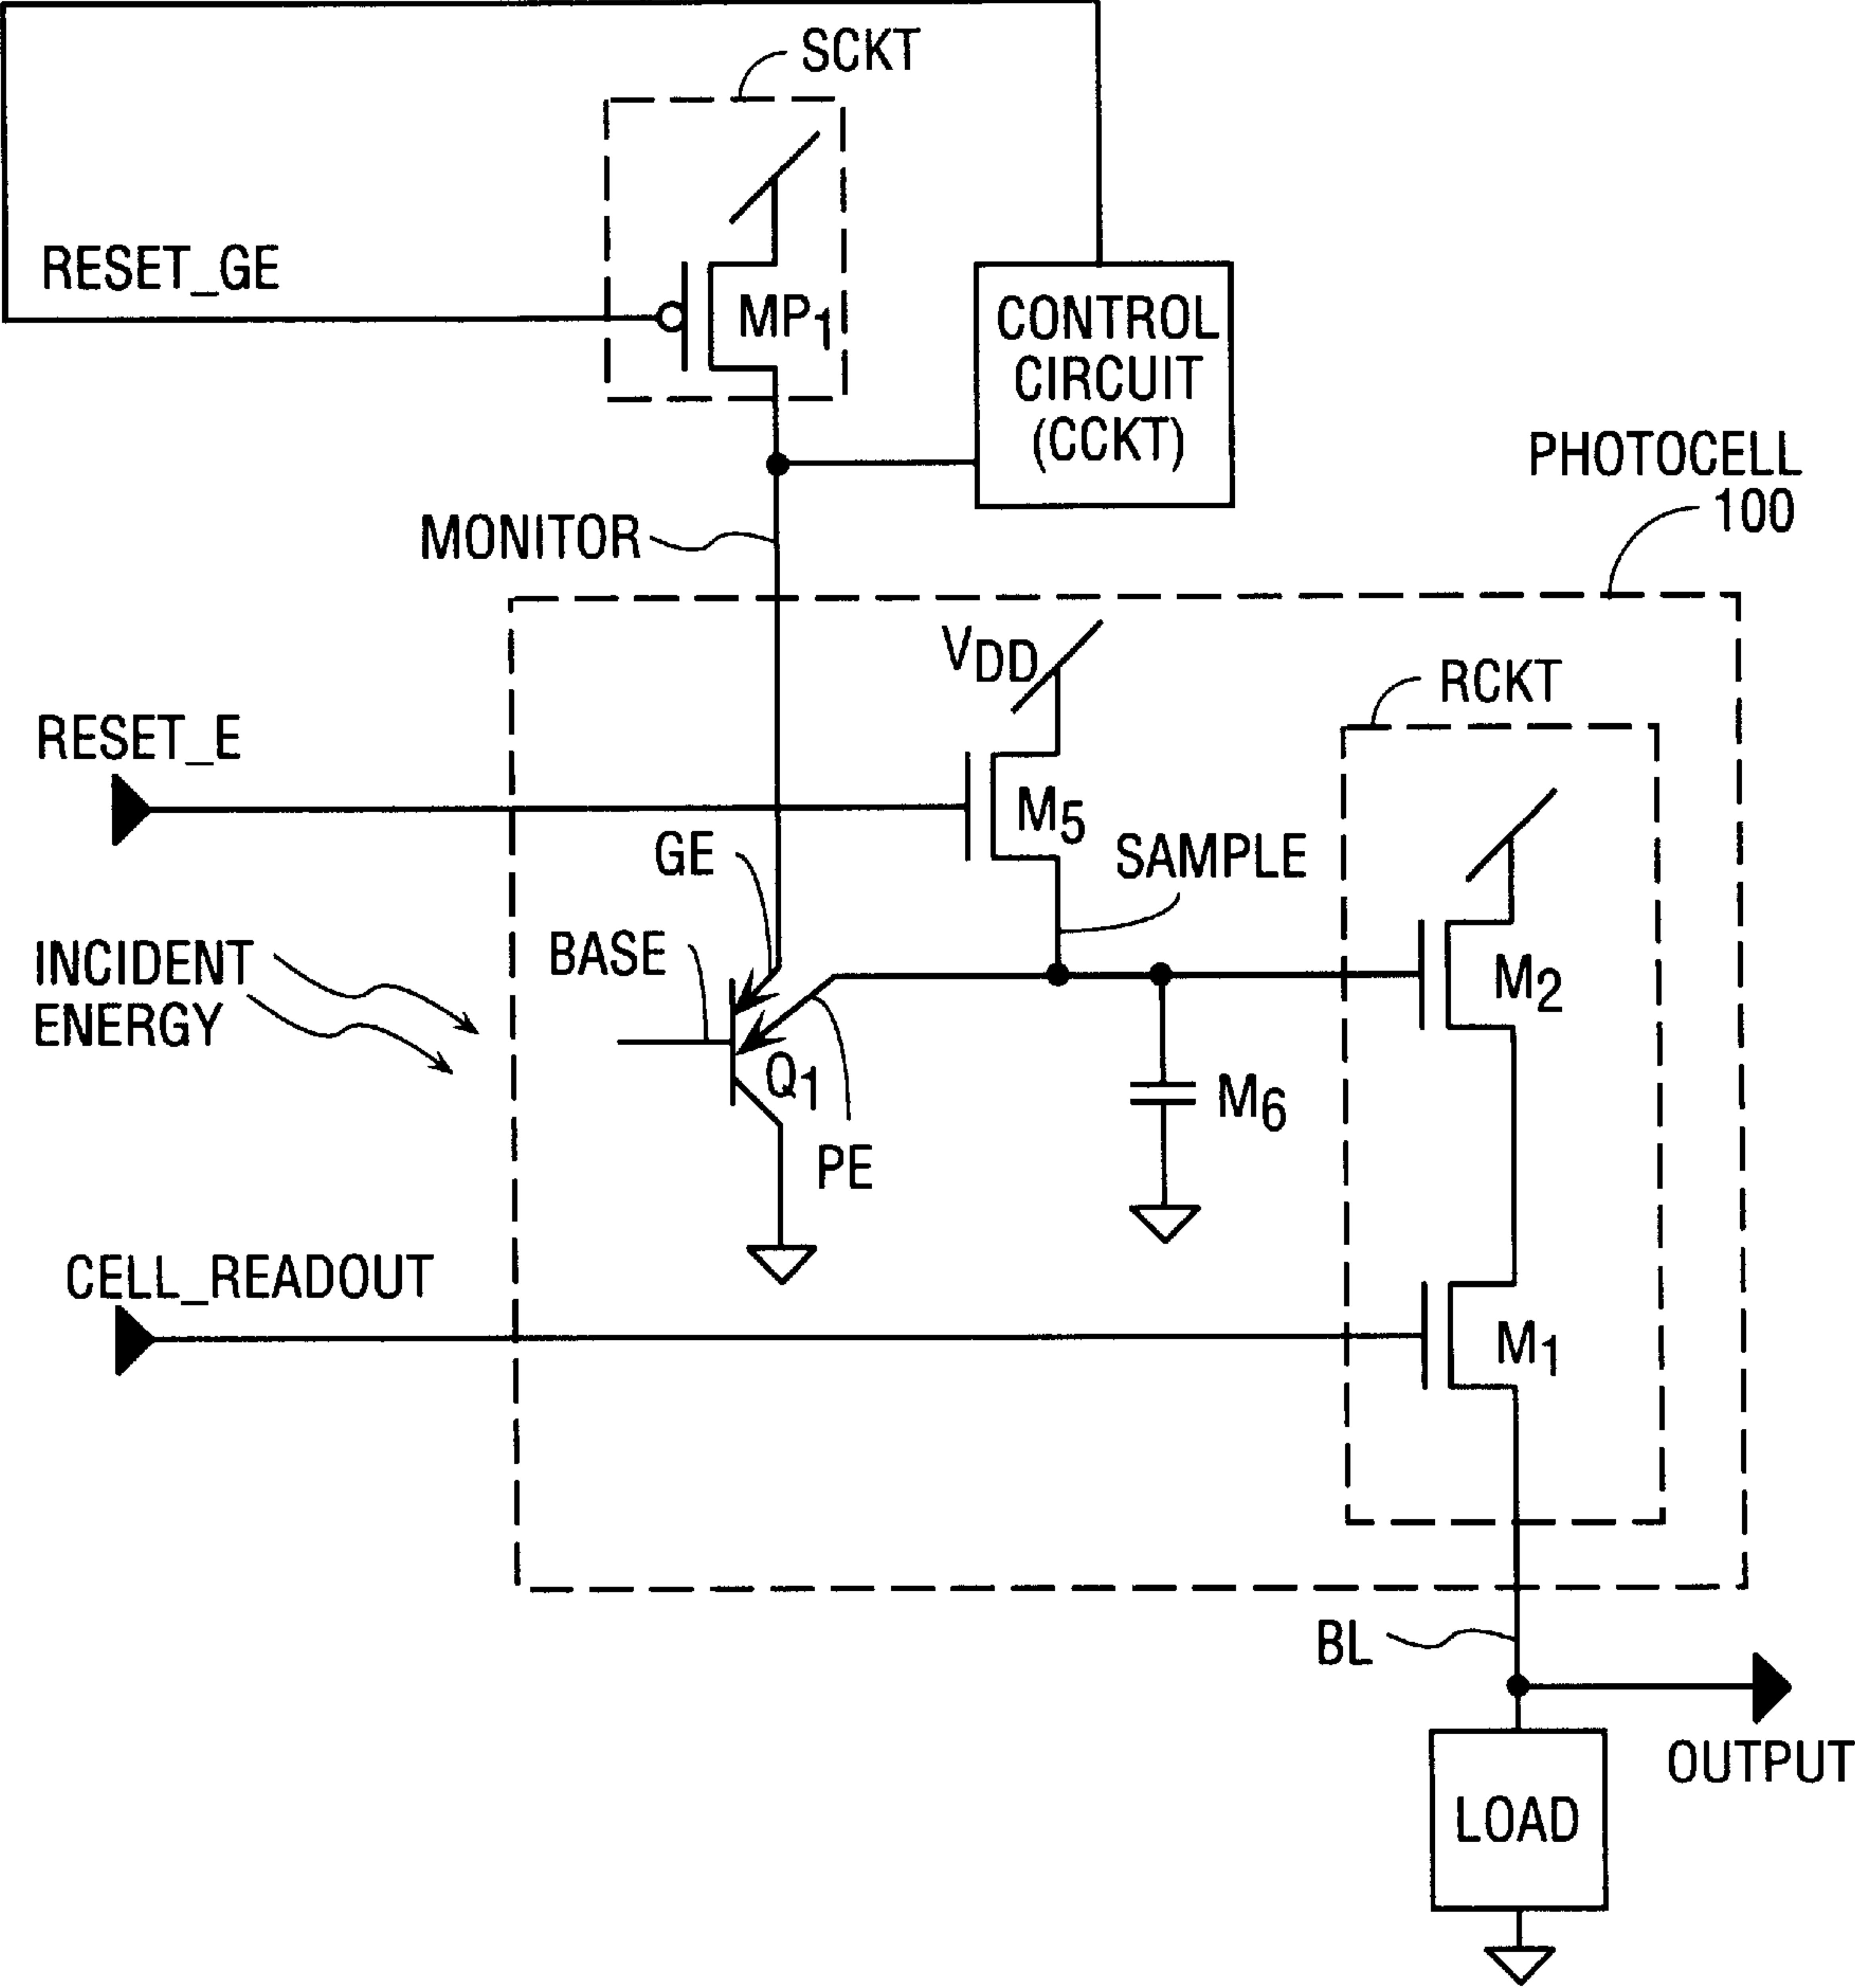 SCKT
RESET_GE
MP1
CONTROL
CIRCUIT
(CCKT)
PHOTOCELL
100
MONITOR
VDD
RCKT
RESET_E
M5
GE
SAMPLE
BASE
INCIDENT
ENERGY
M2
Q1
M6
PE
CELL_READOUT
M1
BL
OUTPUT
LOAD